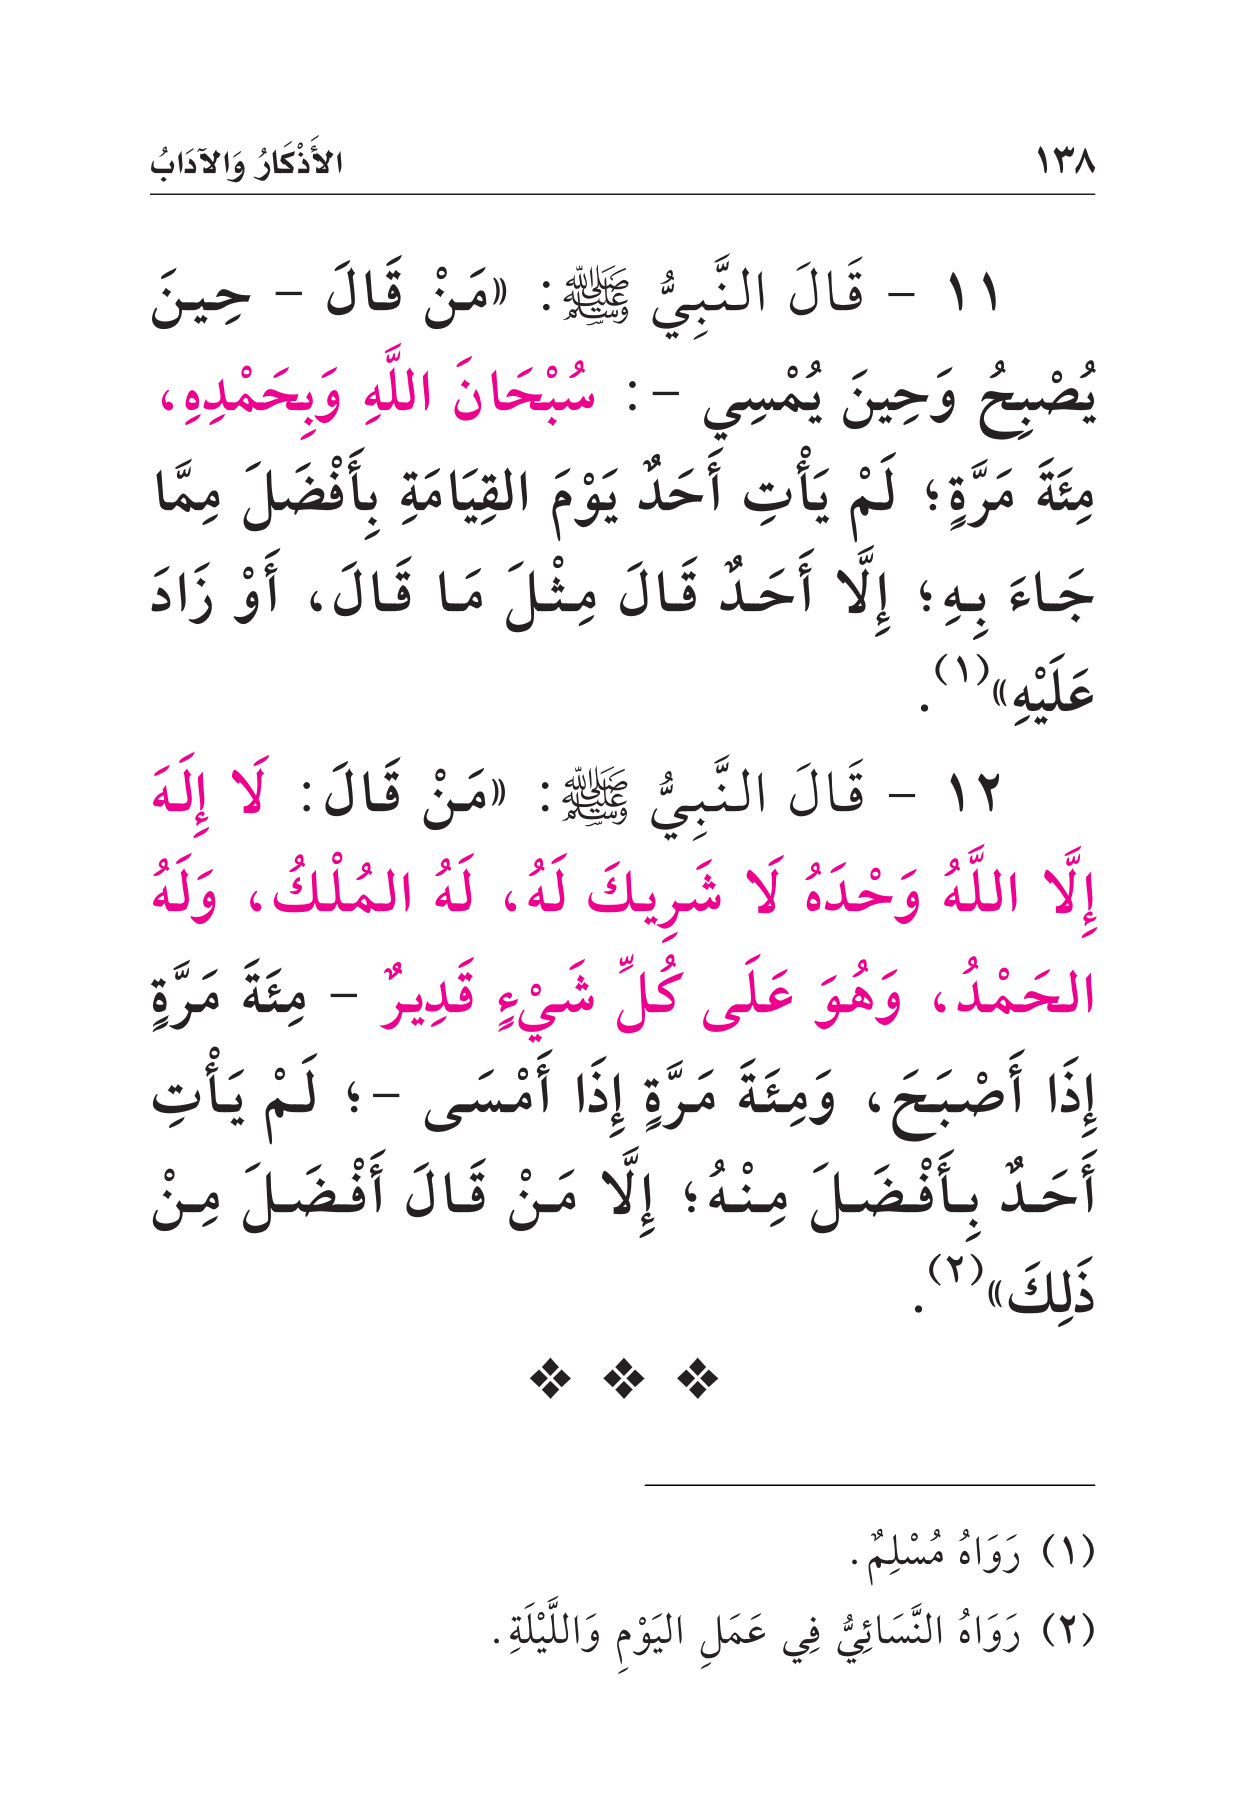 ١٣٨ الأَذْكَارُ وَالآدَابُ
١١ - قَالَ النَّبِيُّ ﷺ: «مَنْ قَالَ - حِينَ
يُصْبِحُ وَحِينَ يُمْسِي -: سُبْحَانَ اللَّهِ وَبِحَمْدِهِ،
مِئَةَ مَرَّةٍ؛ لَمْ يَأْتِ أَحَدٌ يَوْمَ القِيَامَةِ بِأَفْضَلَ مِمَّا
جَاءَ بِهِ؛ إِلَّا أَحَدٌ قَالَ مِثْلَ مَا قَالَ، أَوْ زَادَ
عَلَيْهِ»(١).
١٢ - قَالَ النَّبِيُّ ﷺ: «مَنْ قَالَ: لَا إِلَهَ
إِلَّا اللَّهُ وَحْدَهُ لَا شَرِيكَ لَهُ، لَهُ المُلْكُ، وَلَهُ
الحَمْدُ، وَهُوَ عَلَى كُلِّ شَيْءٍ قَدِيرٌ - مِئَةَ مَرَّةٍ
إِذَا أَصْبَحَ، وَمِئَةَ مَرَّةٍ إِذَا أَمْسَى -؛ لَمْ يَأْتِ
أَحَدٌ بِأَفْضَلَ مِنْهُ؛ إِلَّا مَنْ قَالَ أَفْضَلَ مِنْ
ذَلِكَ»(٢).
(١) رَوَاهُ مُسْلِمٌ.
(٢) رَوَاهُ النَّسَائِيُّ فِي عَمَلِ اليَوْمِ وَاللَّيْلَةِ.